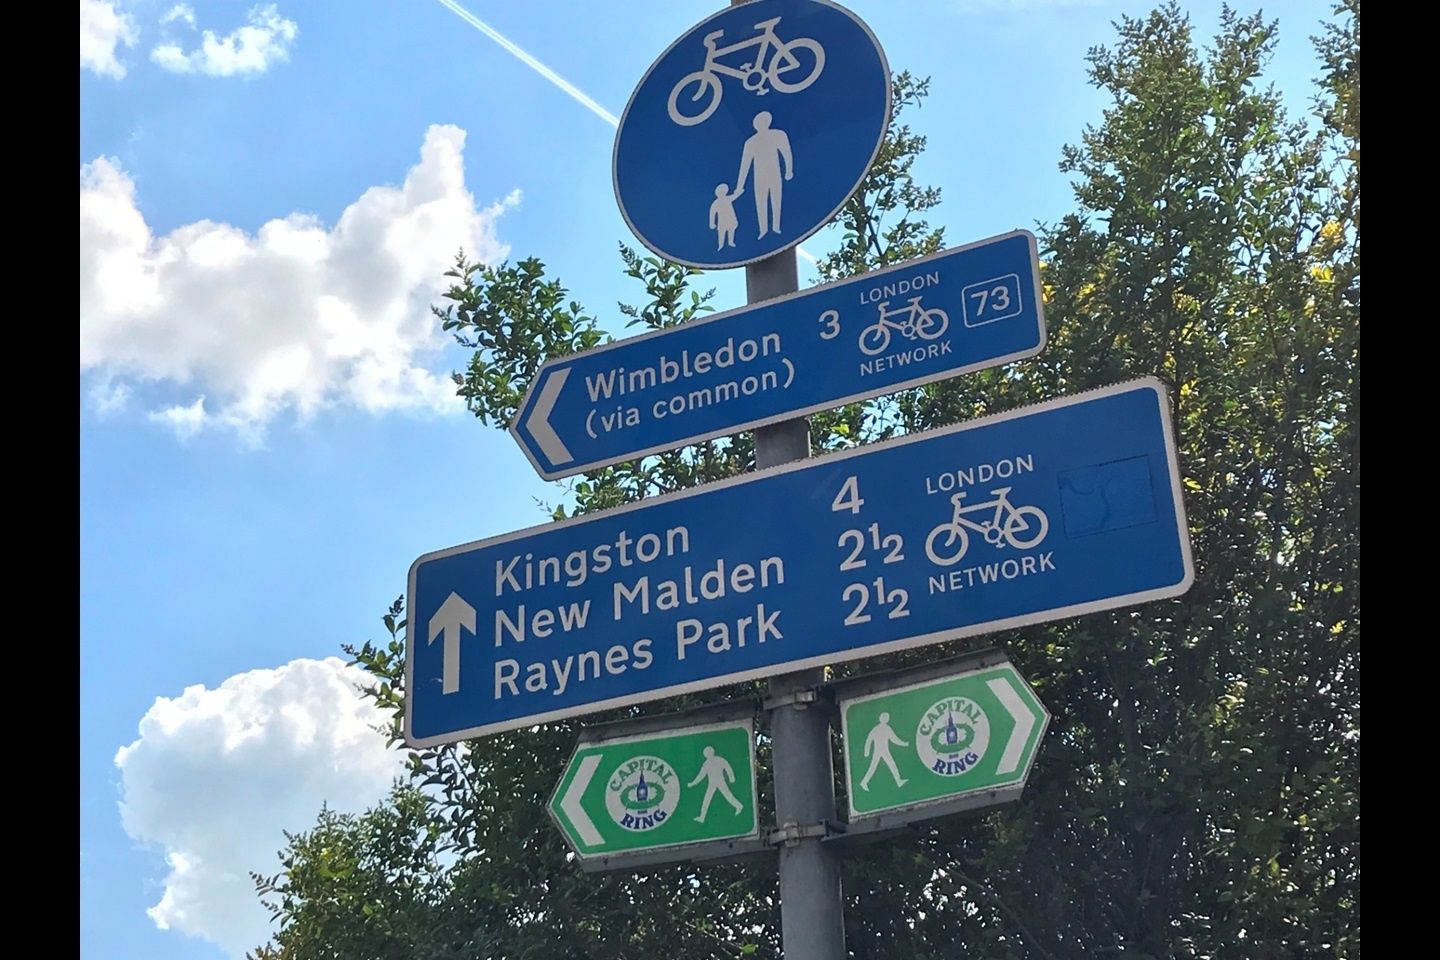 Wimbledon 3 LONDON 73
(via common) NETWORK
Kingston 4 LONDON
New Malden 2½
Raynes Park 2½ NETWORK
CAPITAL
RING
CAPITAL
RING